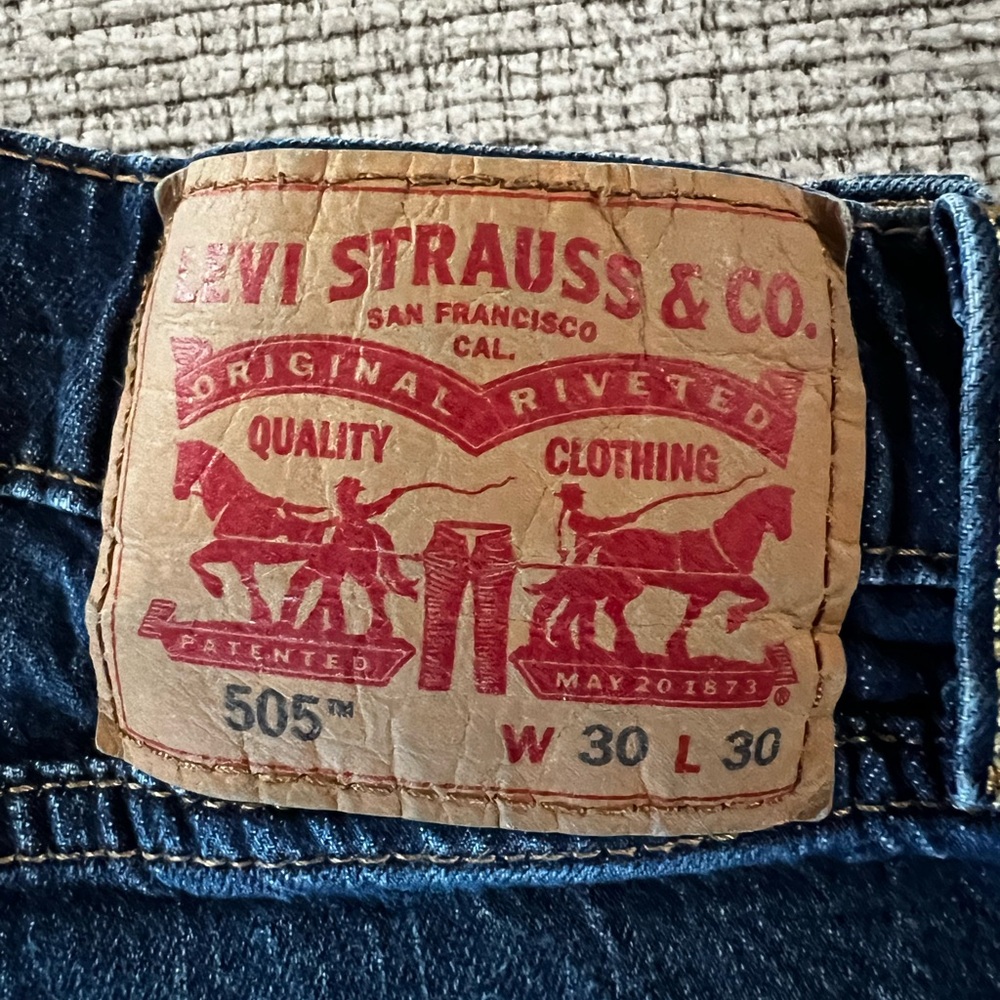 LEVI STRAUSS & CO.
SAN FRANCISCO
CAL.
ORIGINAL RIVETED
QUALITY CLOTHING
PATENTED MAY 20 1873 ®
505™ W 30 L 30